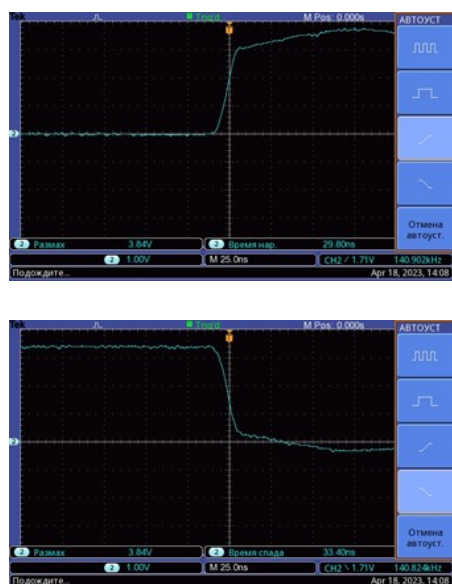 Tek Trig'd M Pos: 0.000s АВТОУСТ
2
Отмена
автоуст.
2 Размах 3.84V 2 Время нар. 29.80ns
2 1.00V M 25.0ns CH2 / 1.71V 140.902kHz
Подождите... Apr 18, 2023, 14:08
Tek Trig'd M Pos: 0.000s АВТОУСТ
2
Отмена
автоуст.
2 Размах 3.84V 2 Время спада 33.40ns
2 1.00V M 25.0ns CH2 \ 1.71V 140.824kHz
Подождите... Apr 18, 2023, 14:08